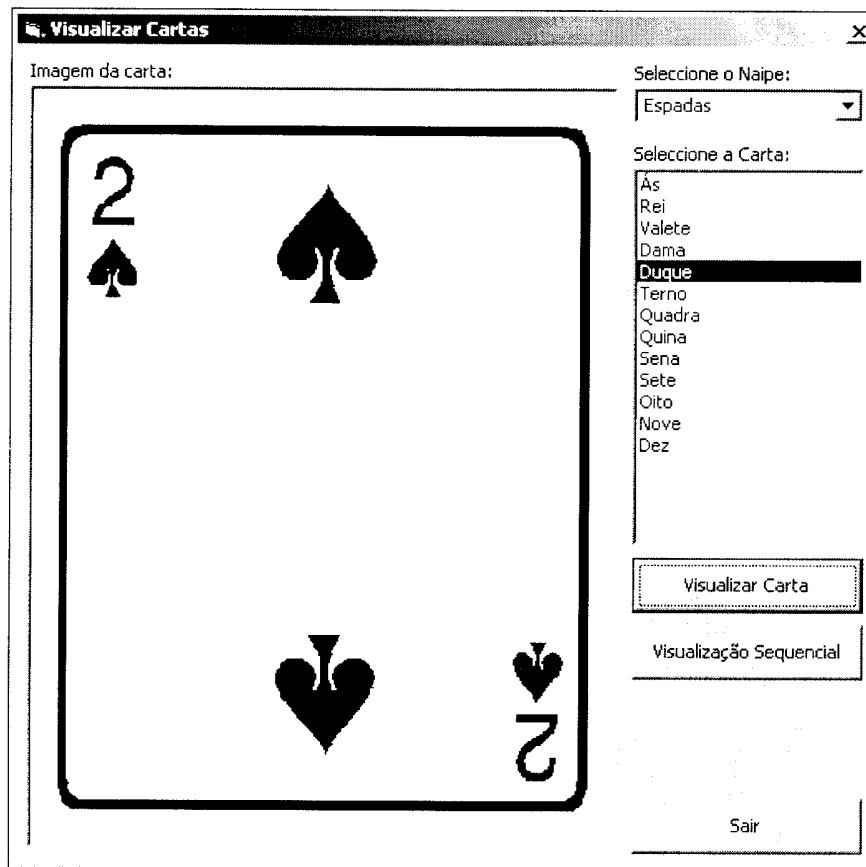 Visualizar Cartas
Imagem da carta:
2
2
Seleccione o Naipe:
Espadas
Seleccione a Carta:
Ás
Rei
Valete
Dama
Duque
Terno
Quadra
Quina
Sena
Sete
Oito
Nove
Dez
Visualizar Carta
Visualização Sequencial
Sair